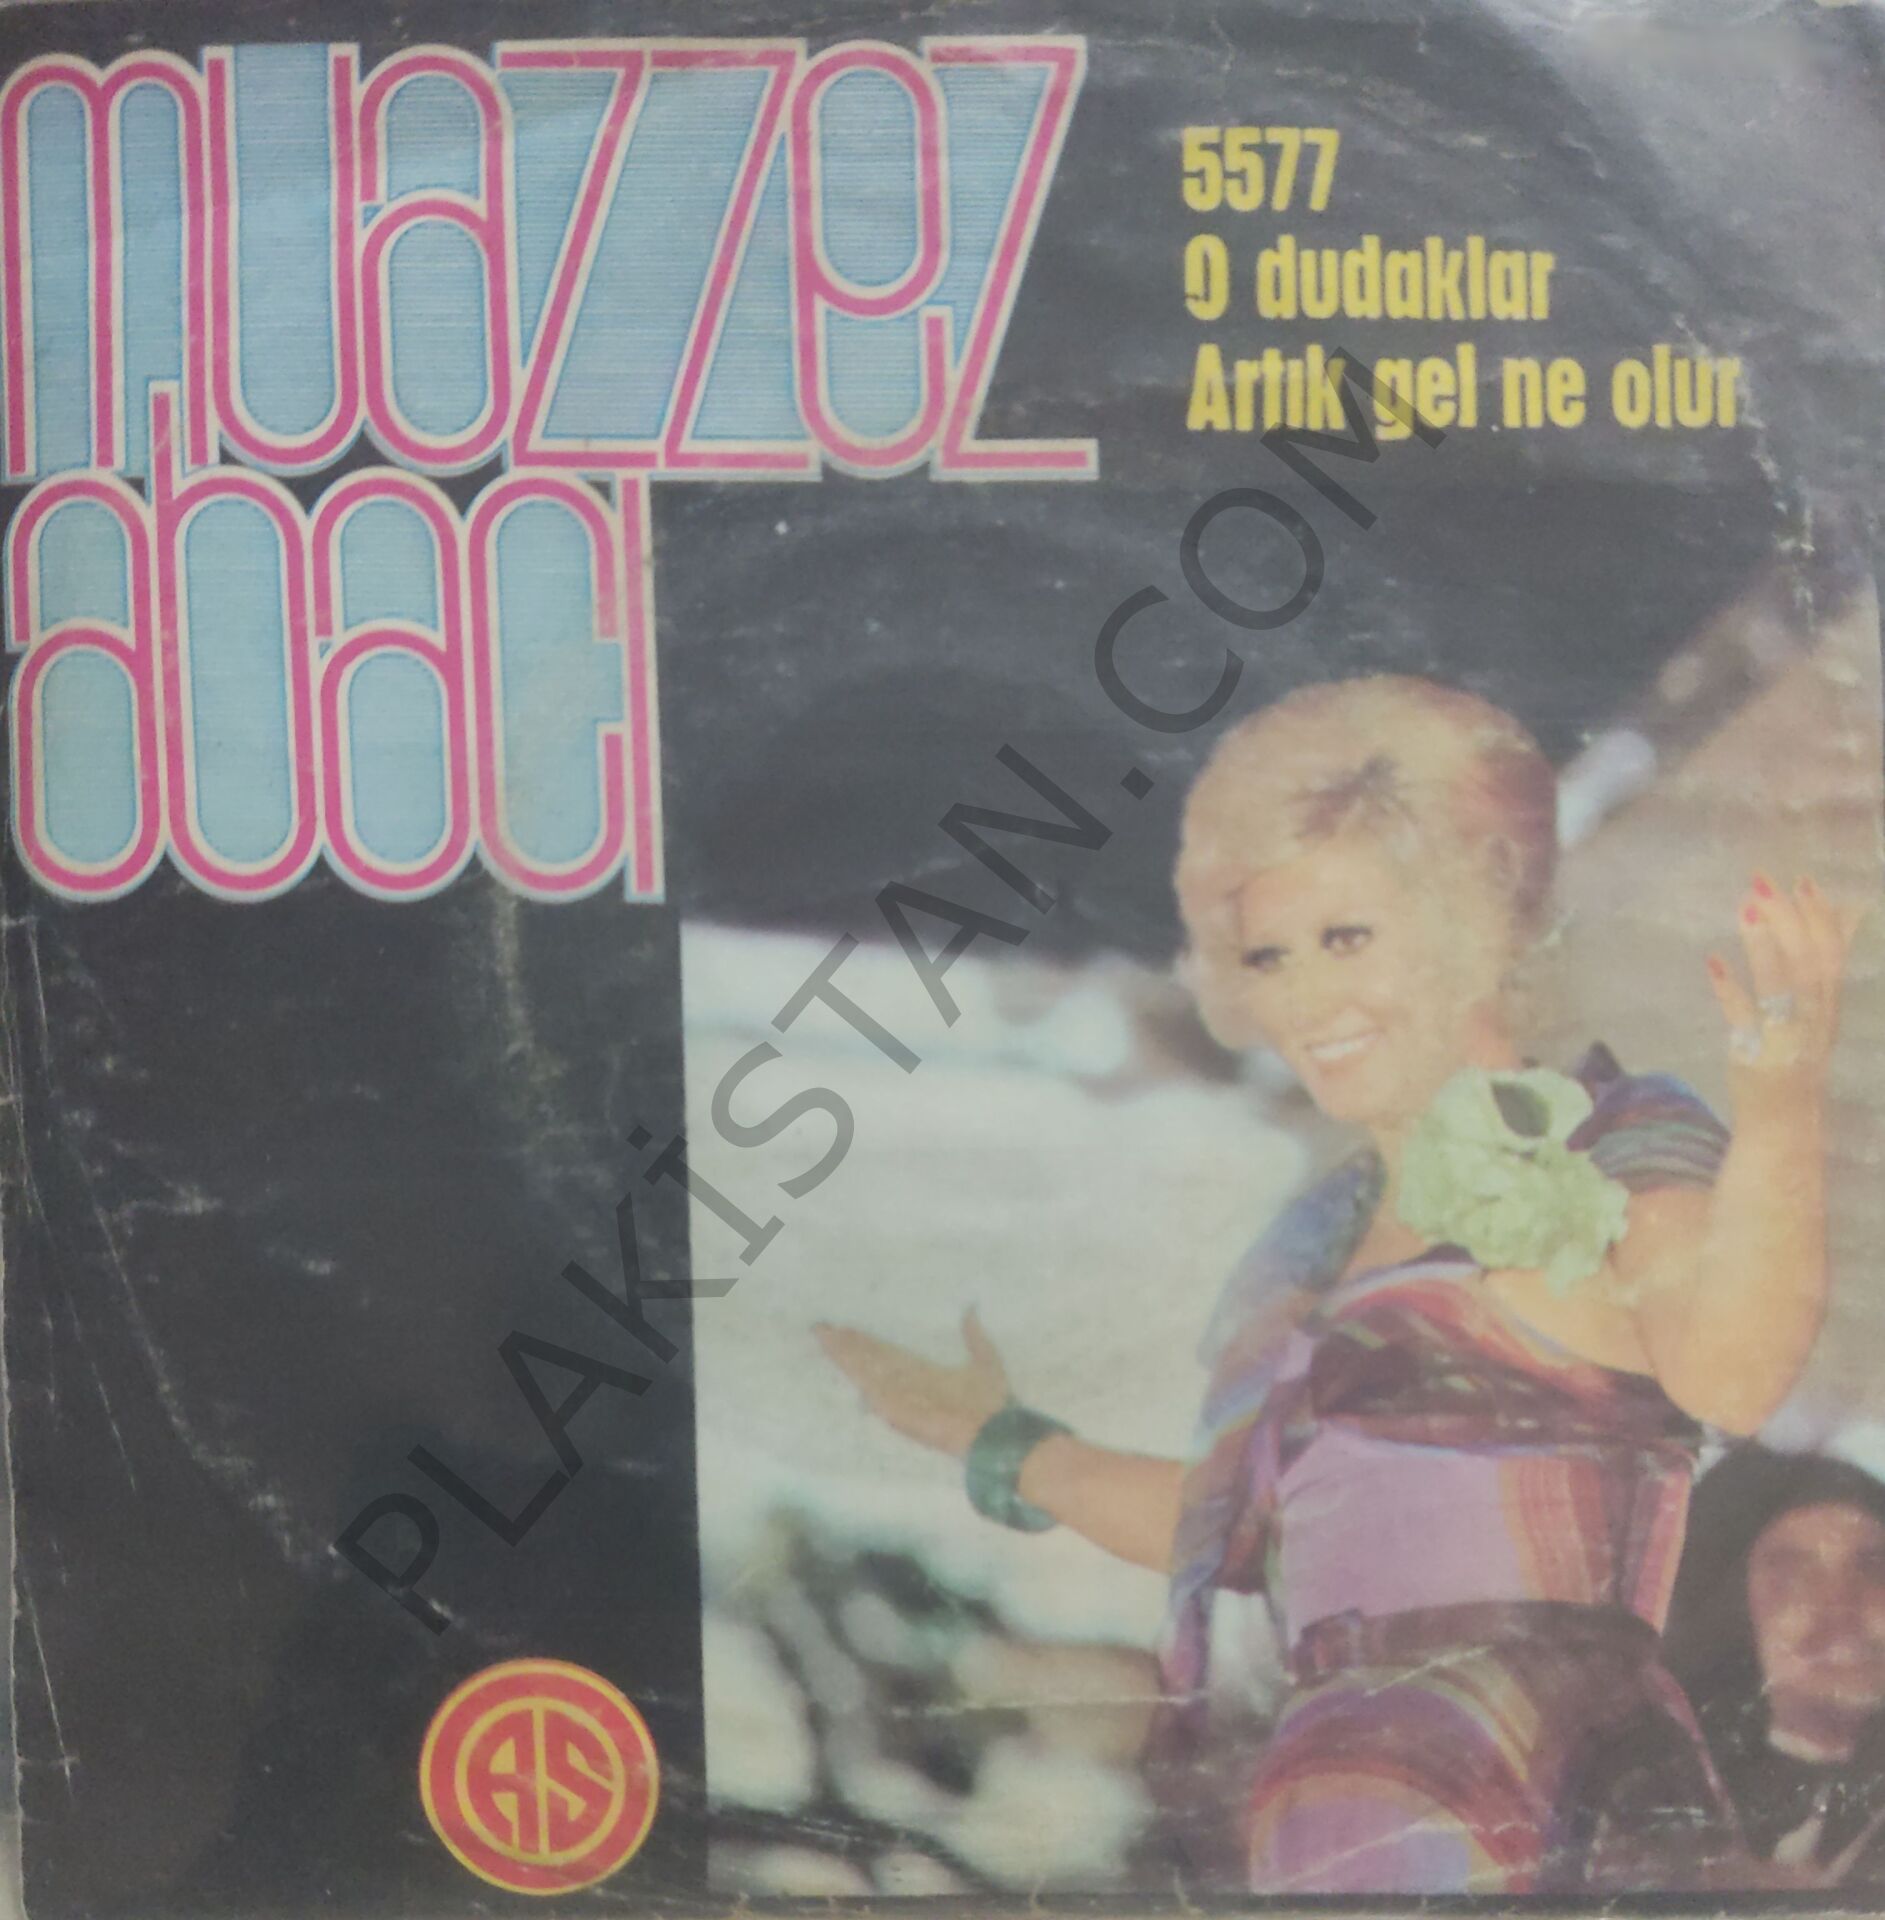 muazzez
abacı
5577
O dudaklar
Artık gel ne olur
PLAKİSTAN.COM
AS